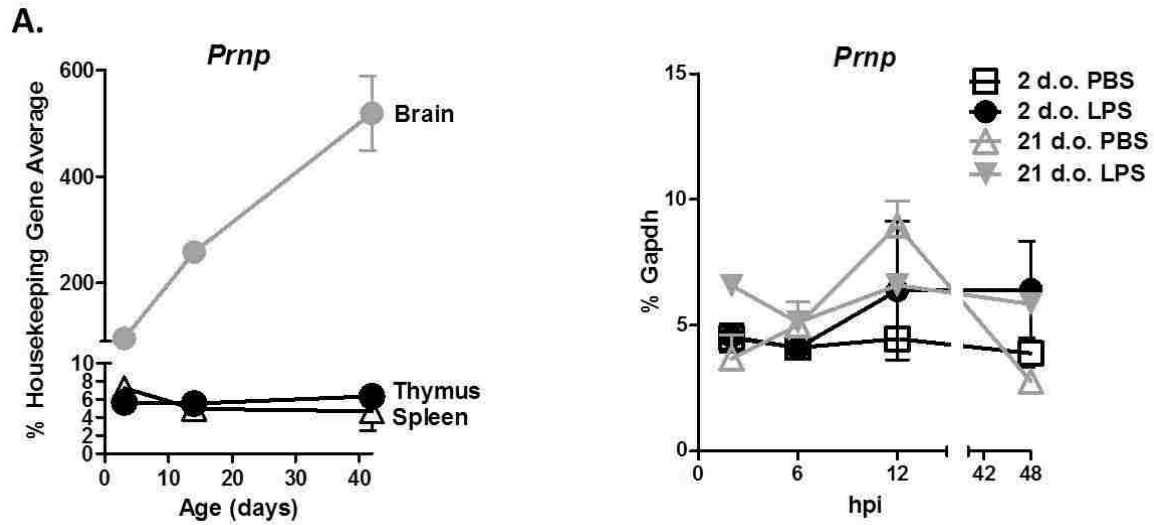 A.
Prnp
% Housekeeping Gene Average
600
400
200
10
8
6
4
2
0
0 10 20 30 40
Age (days)
Brain
Thymus
Spleen
Prnp
% Gapdh
15
10
5
0
0 6 12 42 48
hpi
2 d.o. PBS
2 d.o. LPS
21 d.o. PBS
21 d.o. LPS